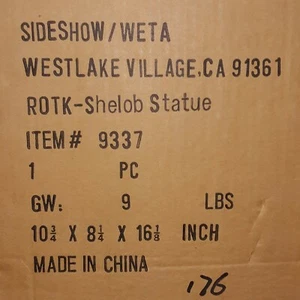 SIDESHOW/WETA
WESTLAKE VILLAGE, CA 91361
ROTK-Shelob Statue
ITEM# 9337
1 PC
GW: 9 LBS
10¾ X 8¼ X 16⅛ INCH
MADE IN CHINA
176